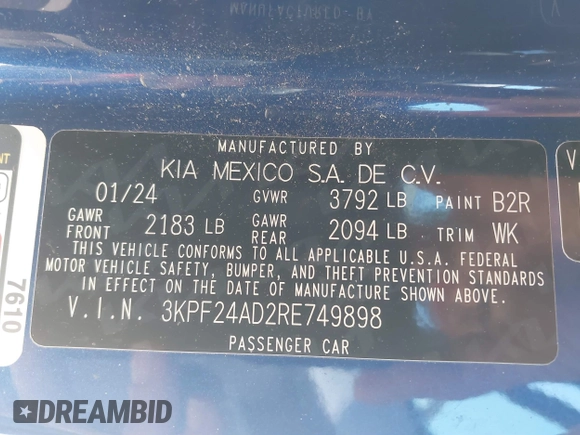 MANUFACTURED BY
MANUFACTURED BY
KIA MEXICO S.A. DE C.V.
01/24 GVWR 3792 LB PAINT B2R
GAWR FRONT 2183 LB GAWR REAR 2094 LB TRIM WK
THIS VEHICLE CONFORMS TO ALL APPLICABLE U.S.A. FEDERAL
MOTOR VEHICLE SAFETY, BUMPER, AND THEFT PREVENTION STANDARDS
IN EFFECT ON THE DATE OF MANUFACTURE SHOWN ABOVE.
V.I.N. 3KPF24AD2RE749898
PASSENGER CAR
7610
DREAMBID